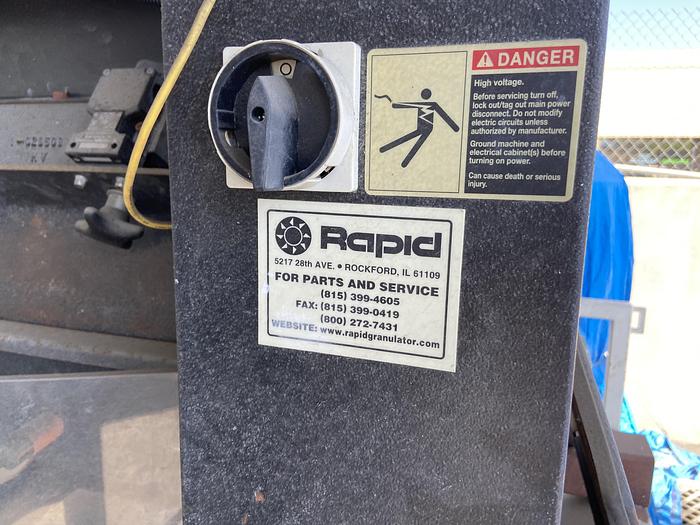 O
DANGER
High voltage.
Before servicing turn off,
lock out/tag out main power
disconnect. Do not modify
electric circuits unless
authorized by manufacturer.
Ground machine and
electrical cabinet(s) before
turning on power.
Can cause death or serious
injury.
Rapid
5217 28th AVE. • ROCKFORD, IL 61109
FOR PARTS AND SERVICE
(815) 399-4605
FAX: (815) 399-0419
(800) 272-7431
WEBSITE: www.rapidgranulator.com